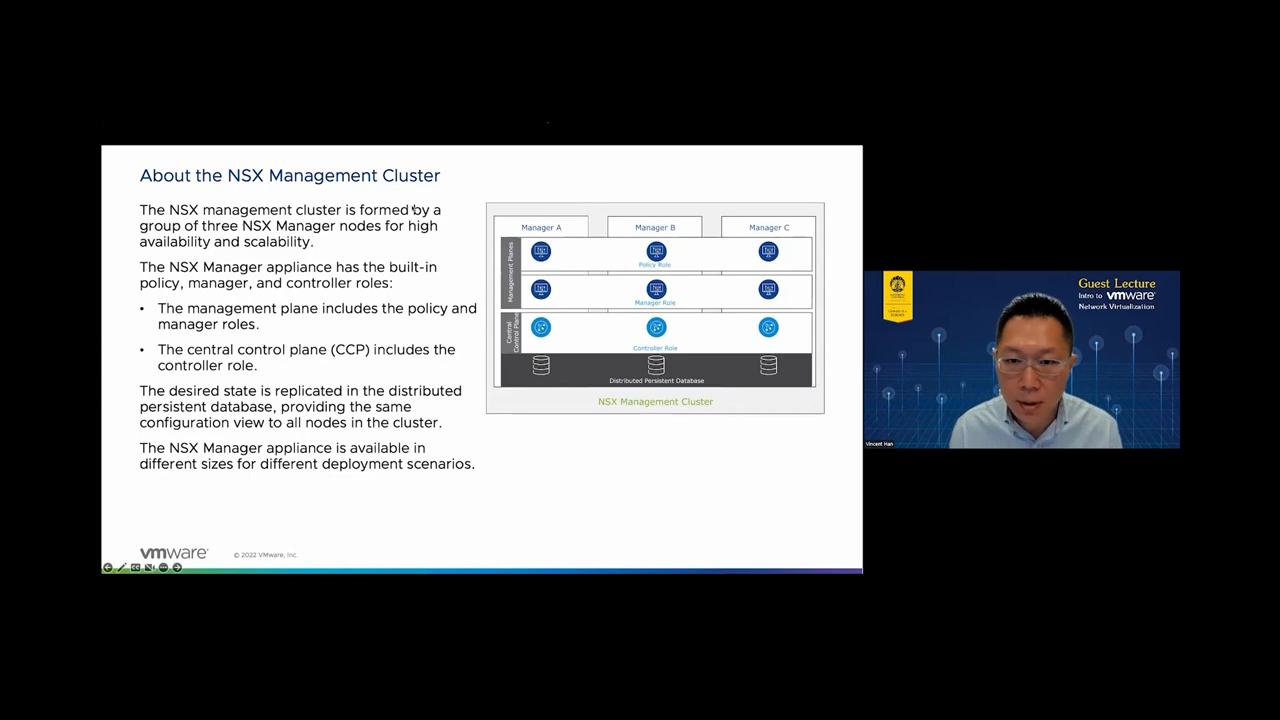 About the NSX Management Cluster
The NSX management cluster is formed by a
group of three NSX Manager nodes for high
availability and scalability.
The NSX Manager appliance has the built-in
policy, manager, and controller roles:
• The management plane includes the policy and
manager roles.
• The central control plane (CCP) includes the
controller role.
The desired state is replicated in the distributed
persistent database, providing the same
configuration view to all nodes in the cluster.
The NSX Manager appliance is available in
different sizes for different deployment scenarios.
Manager A
Manager B
Manager C
Management Planes
Policy Role
Manager Role
Central
Control Plane
Controller Role
Distributed Persistent Database
NSX Management Cluster
vmware
© 2022 VMware, Inc.
Guest Lecture
Intro to vmware
Network Virtualization
Vincent Han